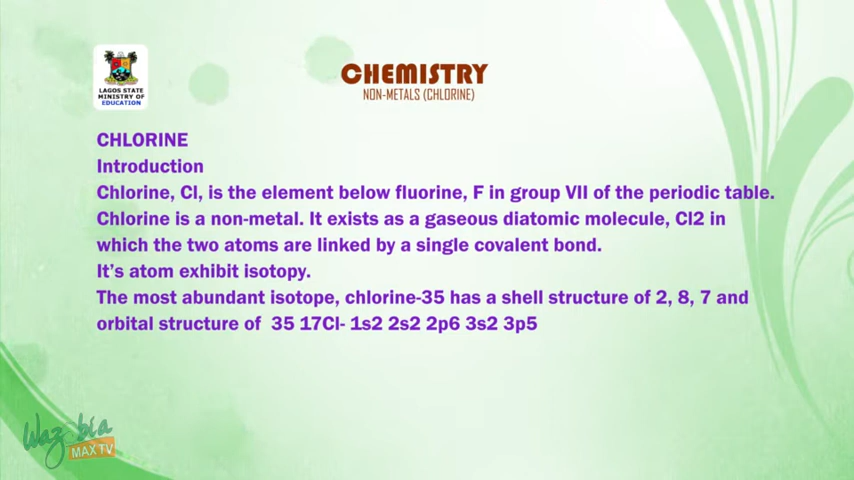 CHEMISTRY
NON-METALS (CHLORINE)
LAGOS STATE
MINISTRY OF
EDUCATION
CHLORINE
Introduction
Chlorine, Cl, is the element below fluorine, F in group VII of the periodic table.
Chlorine is a non-metal. It exists as a gaseous diatomic molecule, Cl2 in
which the two atoms are linked by a single covalent bond.
It's atom exhibit isotopy.
The most abundant isotope, chlorine-35 has a shell structure of 2, 8, 7 and
orbital structure of 35 17Cl- 1s2 2s2 2p6 3s2 3p5
Wazobia
MAX TV